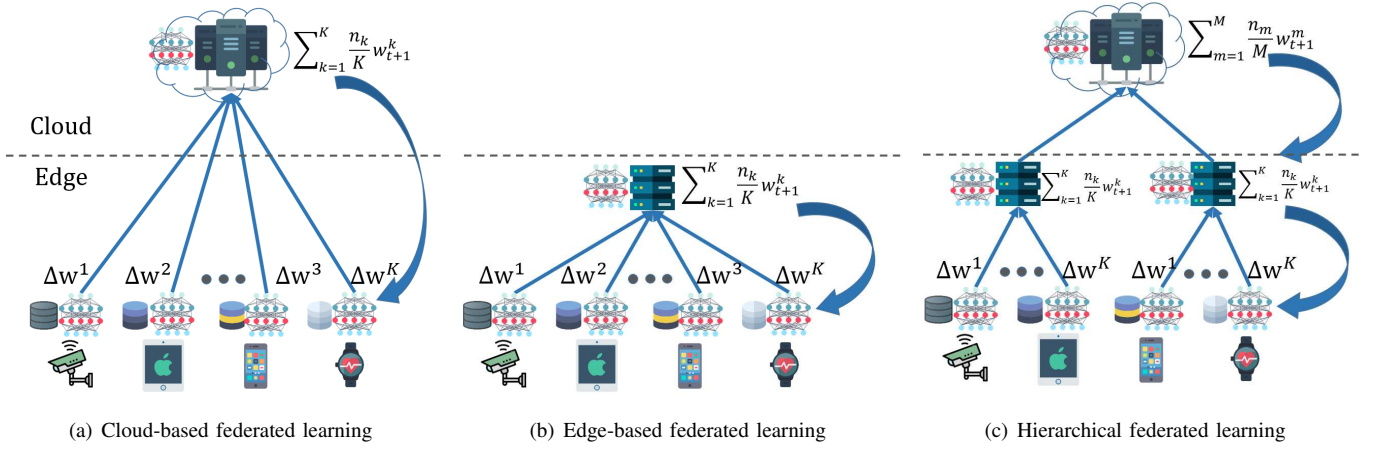 ∑_{k=1}^{K} n_k/K w_{t+1}^k
∑_{m=1}^{M} n_m/M w_{t+1}^m
Cloud
Edge
∑_{k=1}^{K} n_k/K w_{t+1}^k
∑_{k=1}^{K} n_k/K w_{t+1}^k
∑_{k=1}^{K} n_k/K w_{t+1}^k
Δw^1 Δw^2 Δw^3 Δw^K
Δw^1 Δw^2 Δw^3 Δw^K
Δw^1 Δw^K Δw^1 Δw^K
(a) Cloud-based federated learning
(b) Edge-based federated learning
(c) Hierarchical federated learning